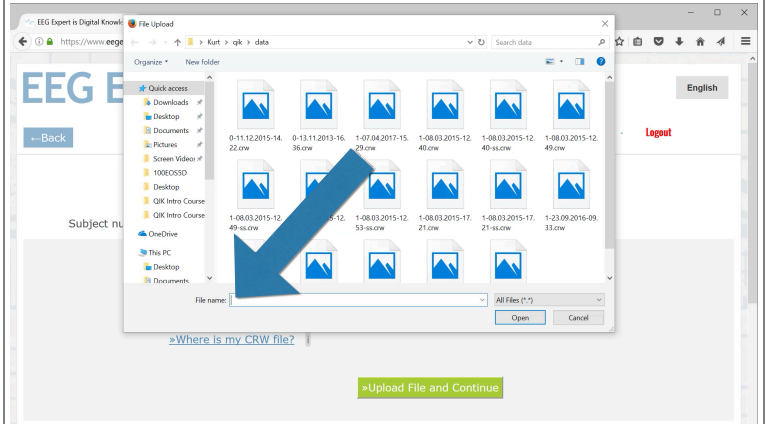 EEG Expert is Digital Knowle
File Upload
https://www.eege
Kurt > qik > data
Search data
Organize
New folder
EEG E
English
←Back
Logout
Quick access
Downloads
Desktop
Documents
Pictures
Screen Videos
100EOS5D
Desktop
QIK Intro Course
QIK Intro Course
OneDrive
This PC
Desktop
Documents
0-11.12.2015-14.
22.crw
0-13.11.2013-16.
36.crw
1-07.04.2017-15.
29.crw
1-08.03.2015-12.
40.crw
1-08.03.2015-12.
40-ss.crw
1-08.03.2015-12.
49.crw
1-08.03.2015-12.
49-ss.crw
-12.
1-08.03.2015-12.
53-ss.crw
1-08.03.2015-17.
21.crw
1-08.03.2015-17.
21-ss.crw
1-23.09.2016-09.
33.crw
Subject nu
File name:
All Files (*.*)
Open
Cancel
»Where is my CRW file?
»Upload File and Continue